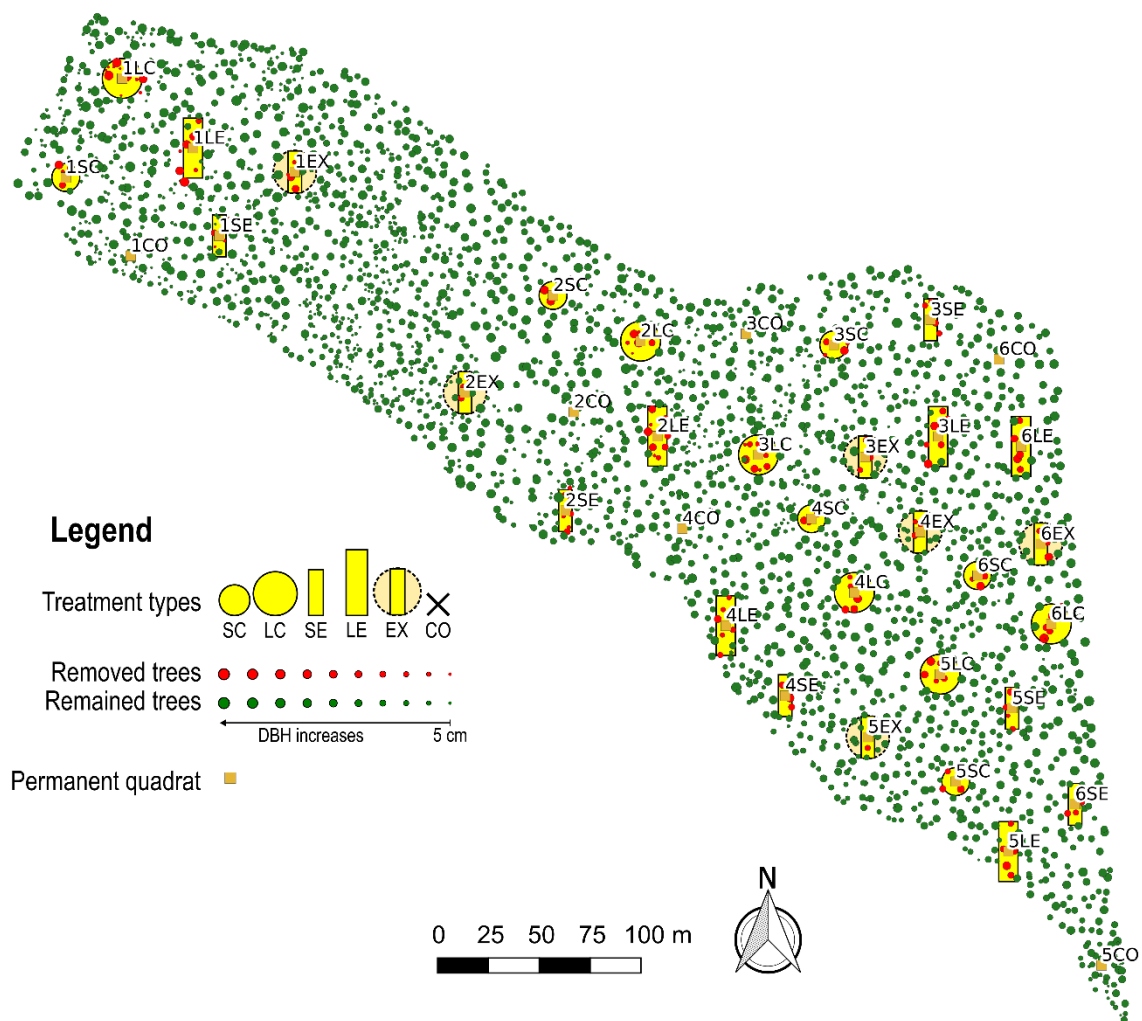 1LC
1LE
1EX
1SC
1SE
1CO
2SC
3SE
3CO
2LC
3SC
6CO
2EX
2CO
2LE
3LE
6LE
3LC
3EX
2SE
4SC
4CO
4EX
6EX
6SC
4LC
4LE
6LC
5LC
4SE
5SE
5EX
5SC
6SE
5LE
5CO
Legend
Treatment types
SC LC SE LE EX CO
Removed trees
Remained trees
DBH increases 5 cm
Permanent quadrat
N
0 25 50 75 100 m